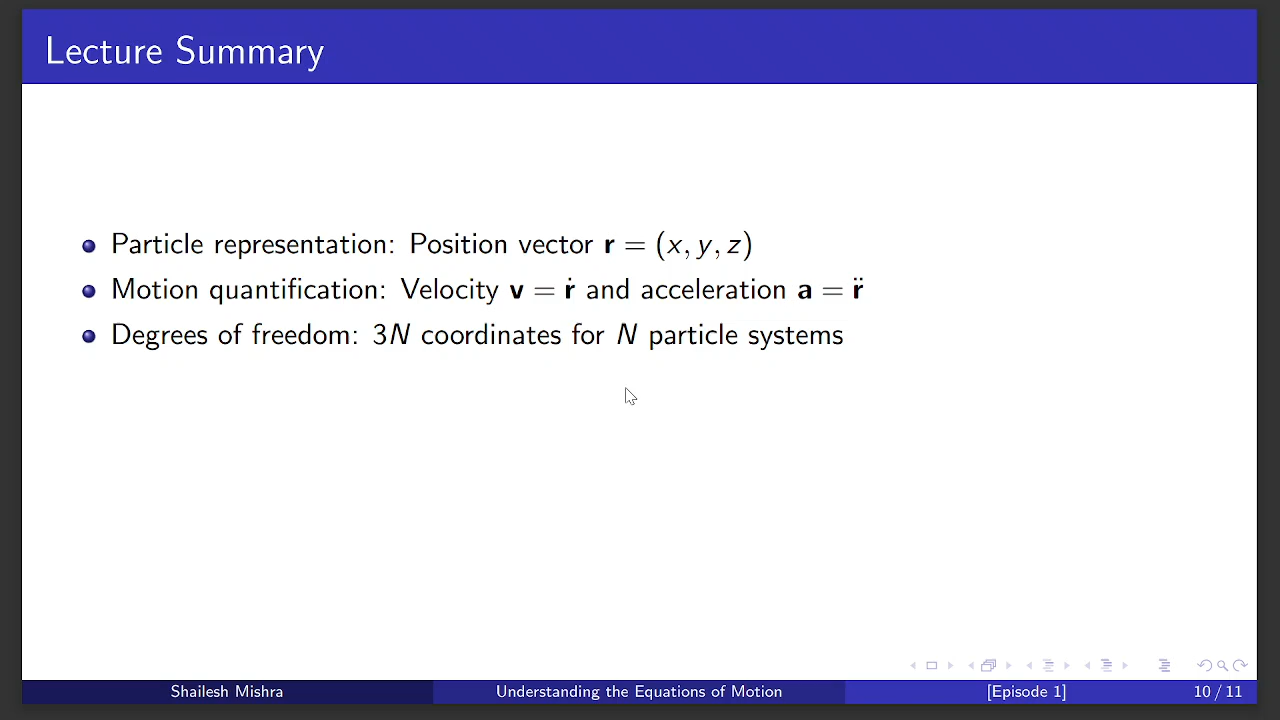 Lecture Summary
Particle representation: Position vector r = (x, y, z)
Motion quantification: Velocity v = ṙ and acceleration a = r̈
Degrees of freedom: 3N coordinates for N particle systems
Shailesh Mishra
Understanding the Equations of Motion
[Episode 1]
10 / 11